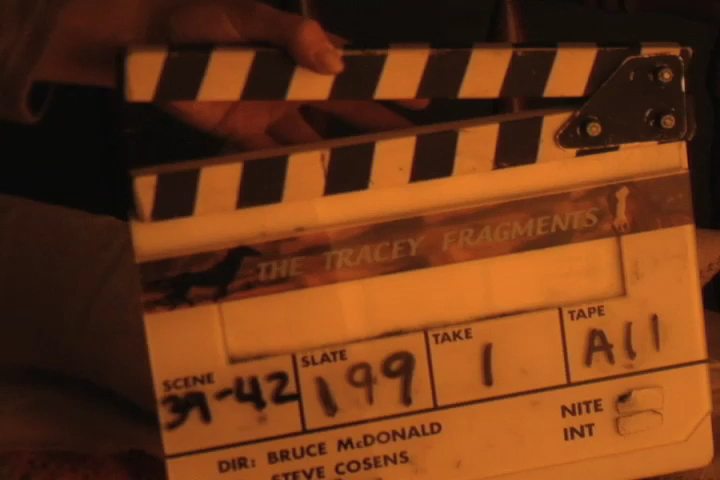 THE TRACEY FRAGMENTS
SCENE SLATE TAKE TAPE
39-42 199 1 A11
NITE
INT
DIR: BRUCE McDONALD
STEVE COSENS